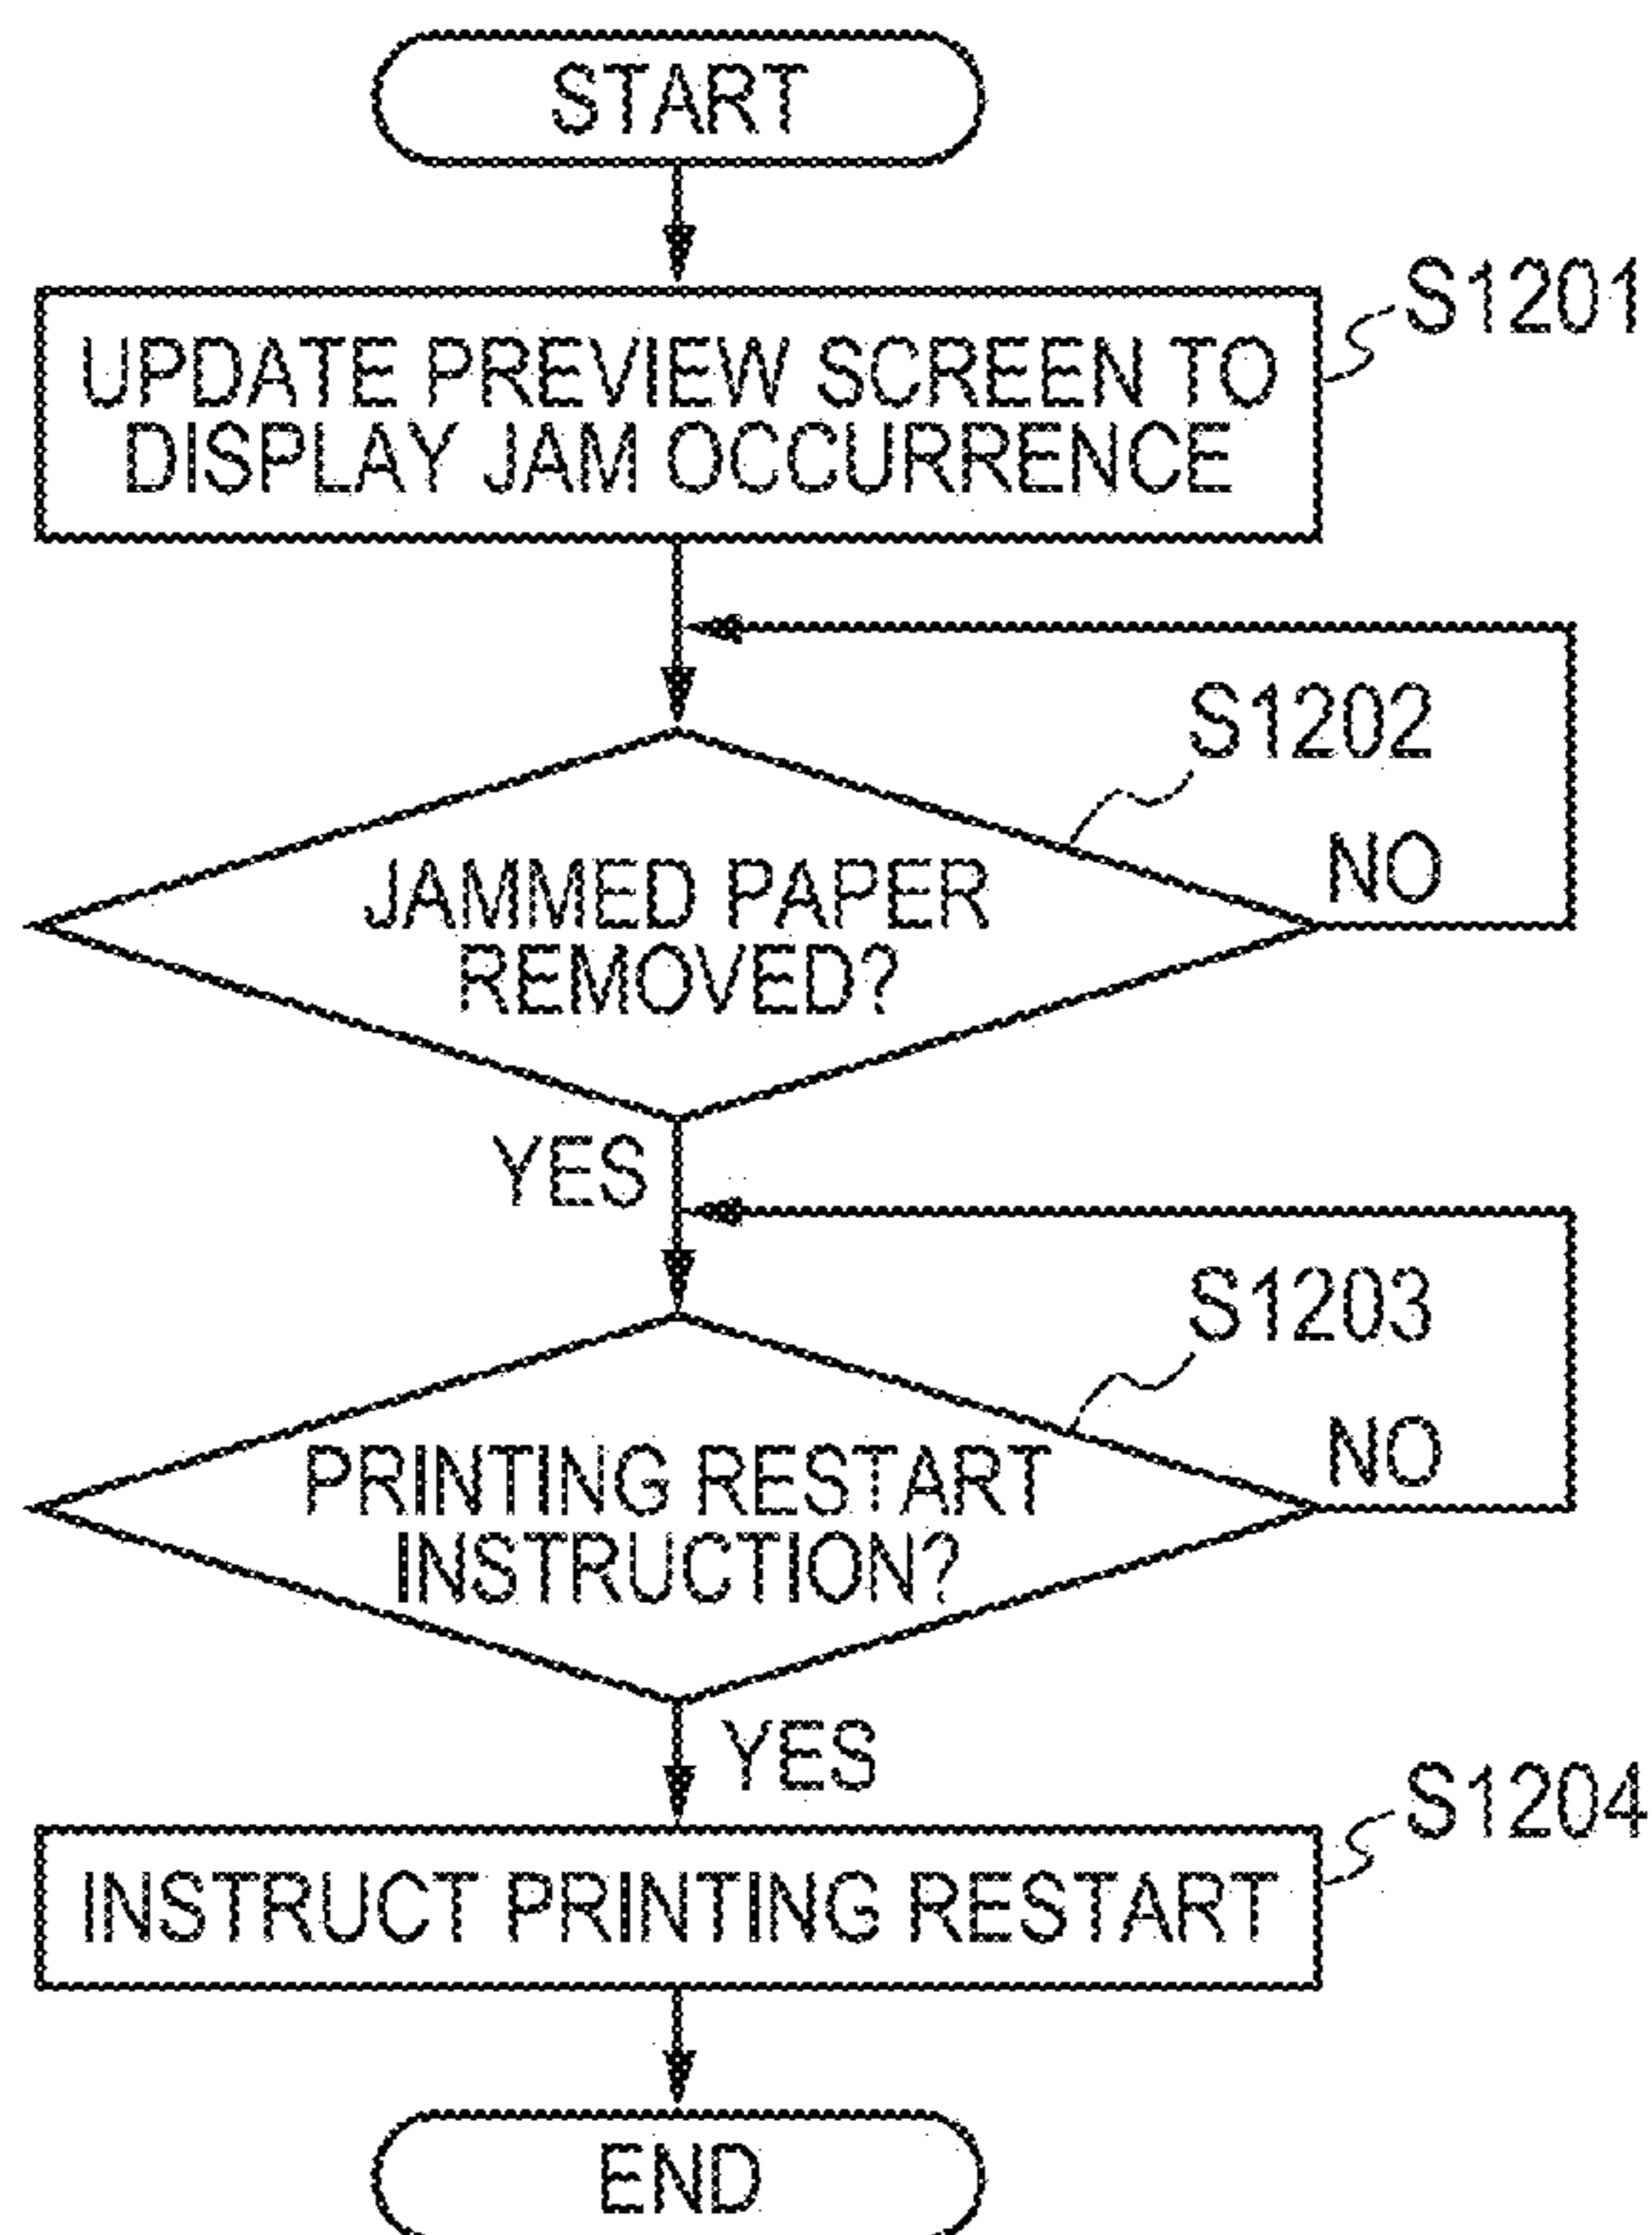 START
S1201
UPDATE PREVIEW SCREEN TO
DISPLAY JAM OCCURRENCE
S1202
NO
JAMMED PAPER
REMOVED?
YES
S1203
NO
PRINTING RESTART
INSTRUCTION?
YES
S1204
INSTRUCT PRINTING RESTART
END